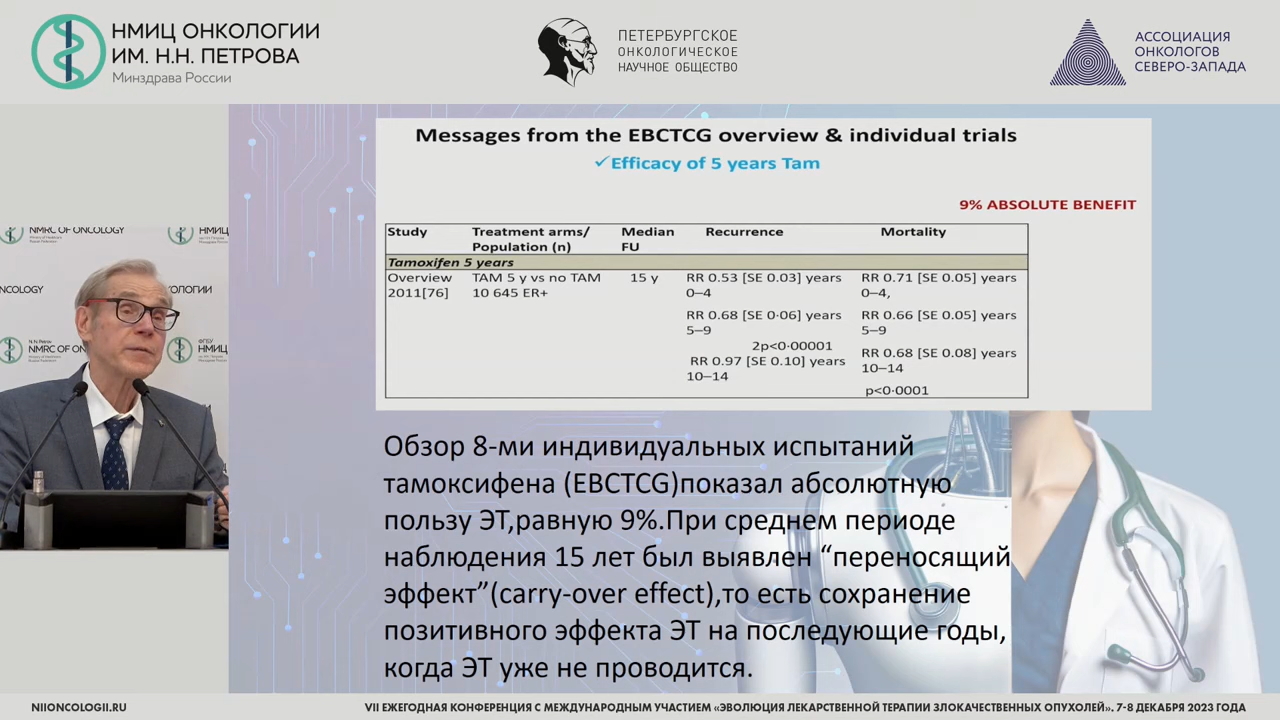 НМИЦ ОНКОЛОГИИ
ИМ. Н.Н. ПЕТРОВА
Минздрава России
ПЕТЕРБУРГСКОЕ
ОНКОЛОГИЧЕСКОЕ
НАУЧНОЕ ОБЩЕСТВО
АССОЦИАЦИЯ
ОНКОЛОГОВ
СЕВЕРО-ЗАПАДА
Messages from the EBCTCG overview & individual trials
✓Efficacy of 5 years Tam
9% ABSOLUTE BENEFIT
Study Treatment arms/ Median Recurrence Mortality
Population (n) FU
Tamoxifen 5 years
Overview TAM 5 y vs no TAM 15 y RR 0.53 [SE 0.03] years RR 0.71 [SE 0.05] years
2011[76] 10 645 ER+ 0–4 0–4,
RR 0.68 [SE 0·06] years RR 0.66 [SE 0.05] years
5–9 5–9
2p<0·00001
RR 0.97 [SE 0.10] years RR 0.68 [SE 0.08] years
10–14 10–14
p<0·0001
Обзор 8-ми индивидуальных испытаний
тамоксифена (EBCTCG)показал абсолютную
пользу ЭТ,равную 9%.При среднем периоде
наблюдения 15 лет был выявлен “переносящий
эффект”(carry-over effect),то есть сохранение
позитивного эффекта ЭТ на последующие годы,
когда ЭТ уже не проводится.
NMRC OF ONCOLOGY
НМИЦ
NCOLOGY
ОЛОГИИ
N.N. Petrov
NMRC OF
ФГБУ
НМИЦ
NIIONCOLOGII.RU
VII ЕЖЕГОДНАЯ КОНФЕРЕНЦИЯ С МЕЖДУНАРОДНЫМ УЧАСТИЕМ «ЭВОЛЮЦИЯ ЛЕКАРСТВЕННОЙ ТЕРАПИИ ЗЛОКАЧЕСТВЕННЫХ ОПУХОЛЕЙ». 7-8 ДЕКАБРЯ 2023 ГОДА